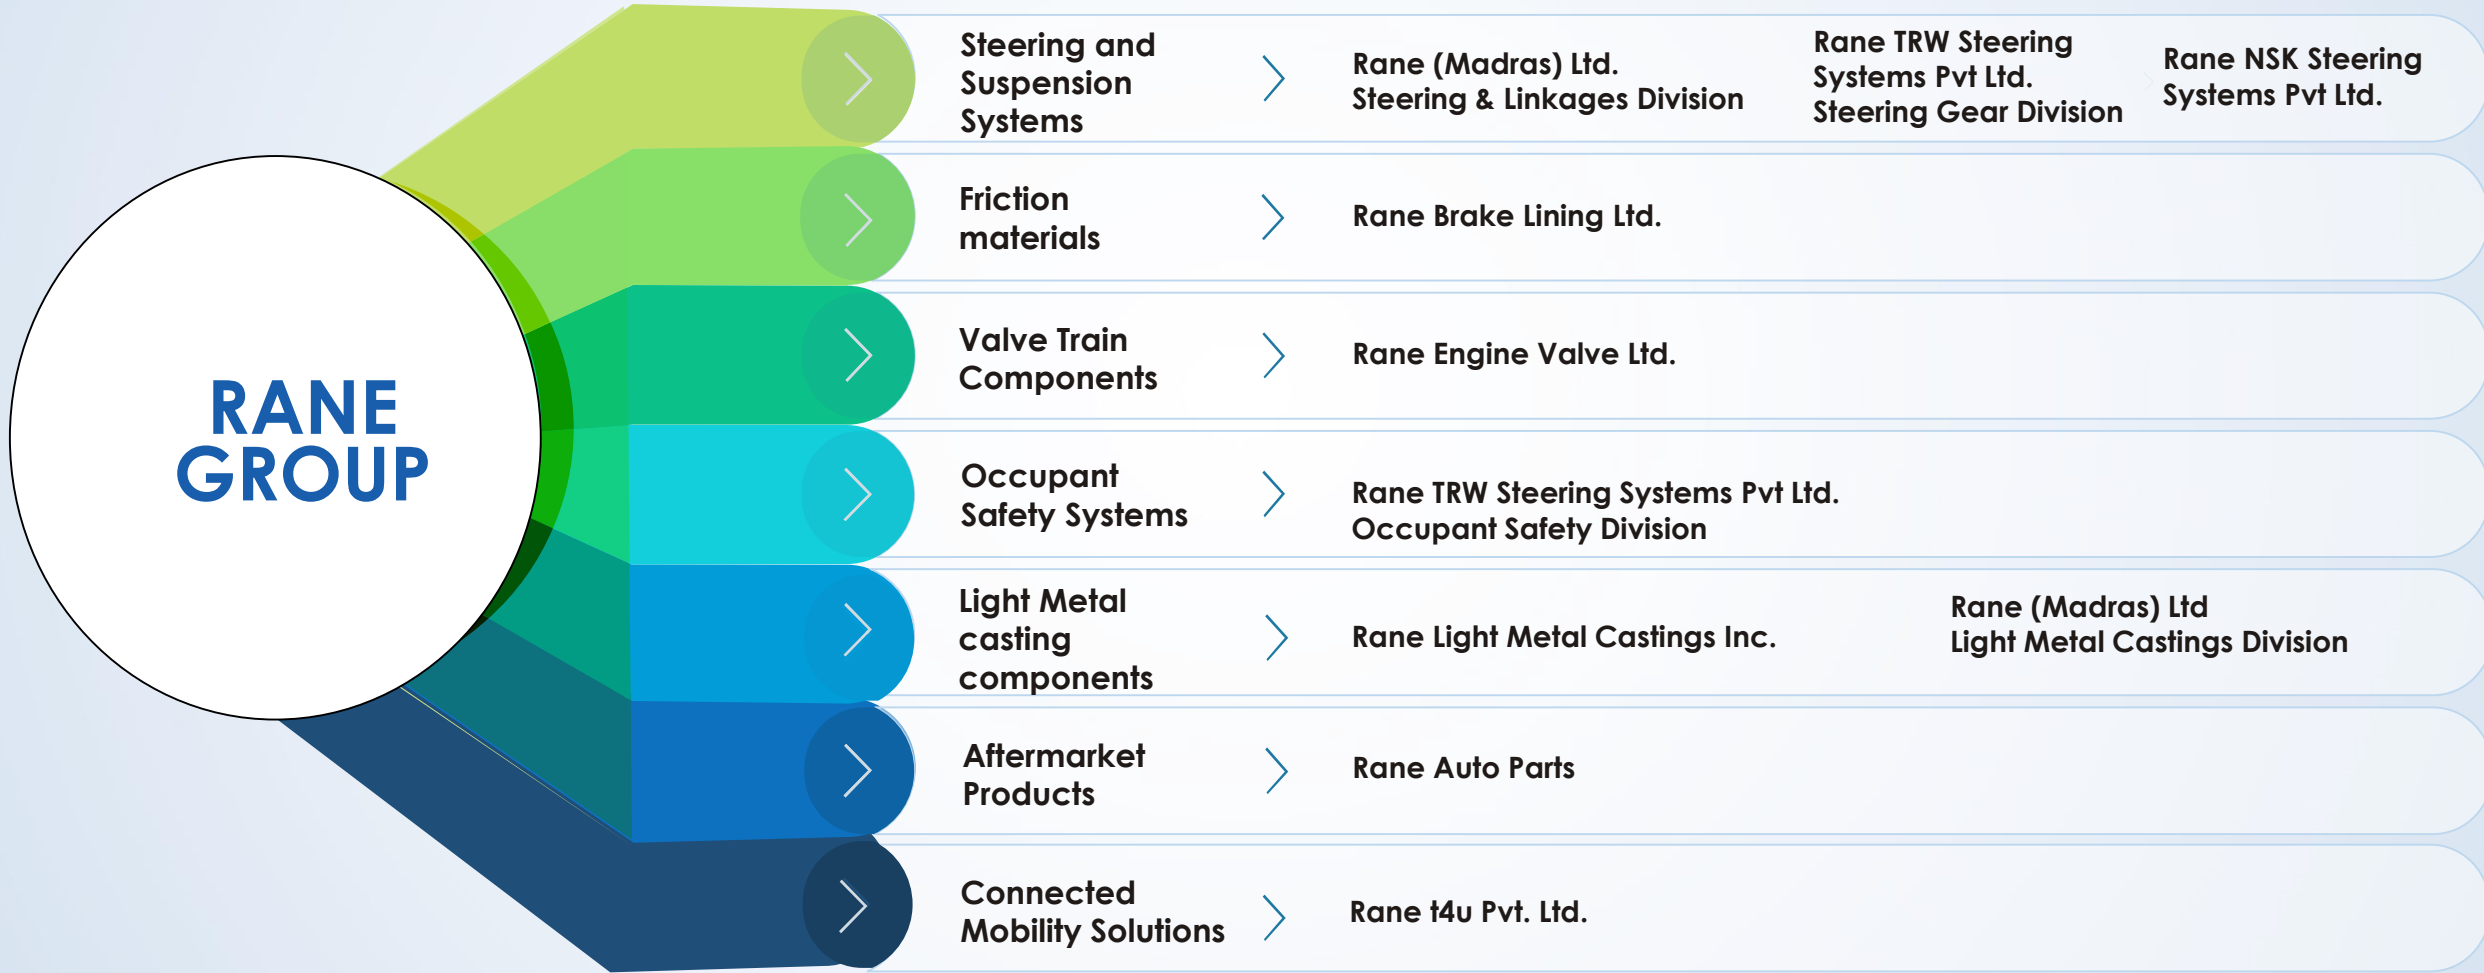 RANE
GROUP
Steering and
Suspension
Systems
Rane (Madras) Ltd.
Steering & Linkages Division
Rane TRW Steering
Systems Pvt Ltd.
Steering Gear Division
Rane NSK Steering
Systems Pvt Ltd.
Friction
materials
Rane Brake Lining Ltd.
Valve Train
Components
Rane Engine Valve Ltd.
Occupant
Safety Systems
Rane TRW Steering Systems Pvt Ltd.
Occupant Safety Division
Light Metal
casting
components
Rane Light Metal Castings Inc.
Rane (Madras) Ltd
Light Metal Castings Division
Aftermarket
Products
Rane Auto Parts
Connected
Mobility Solutions
Rane t4u Pvt. Ltd.